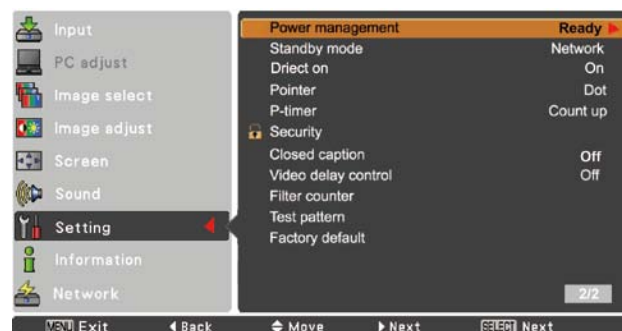 Input
PC adjust
Image select
Image adjust
Screen
Sound
Setting
Information
Network
Power management Ready
Standby mode Network
Driect on On
Pointer Dot
P-timer Count up
Security
Closed caption Off
Video delay control Off
Filter counter
Test pattern
Factory default
2/2
MENU Exit Back Move Next SELECT Next